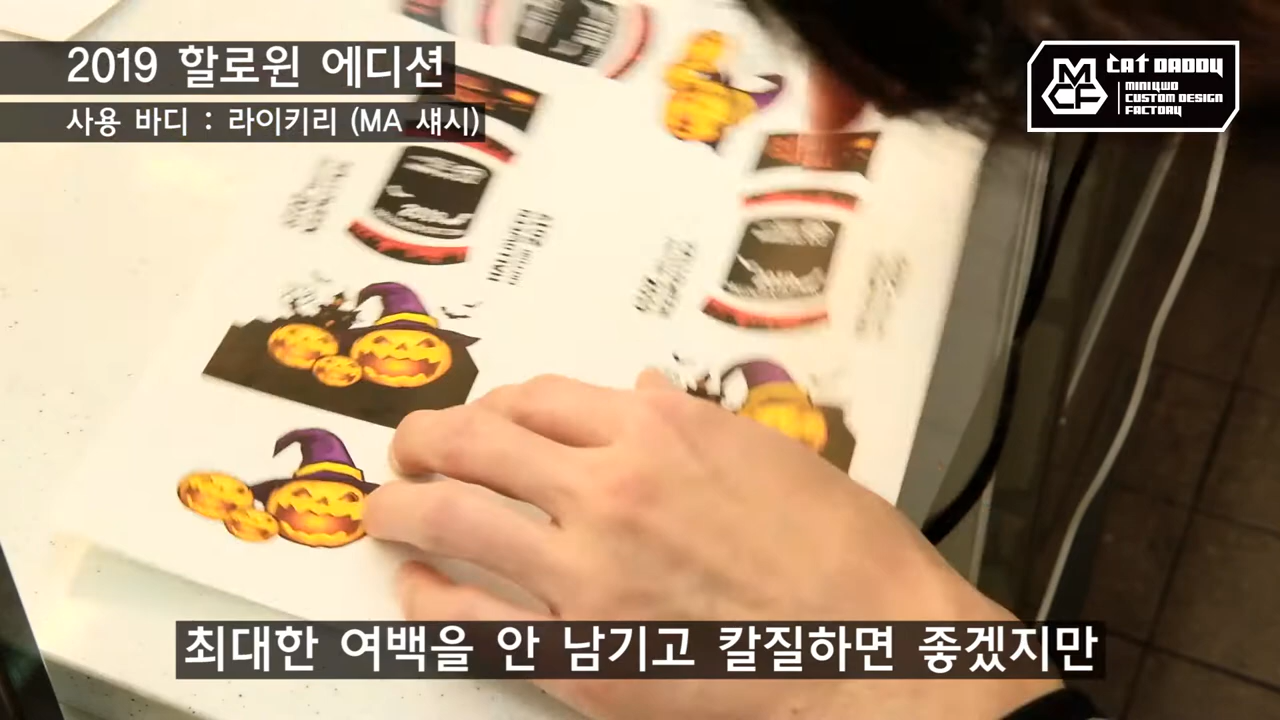 2019 할로윈 에디션
사용 바디 : 라이키리 (MA 섀시)
MCF
CAT DADDY
MINI4WD
CUSTOM DESIGN
FACTORY
최대한 여백을 안 남기고 칼질하면 좋겠지만